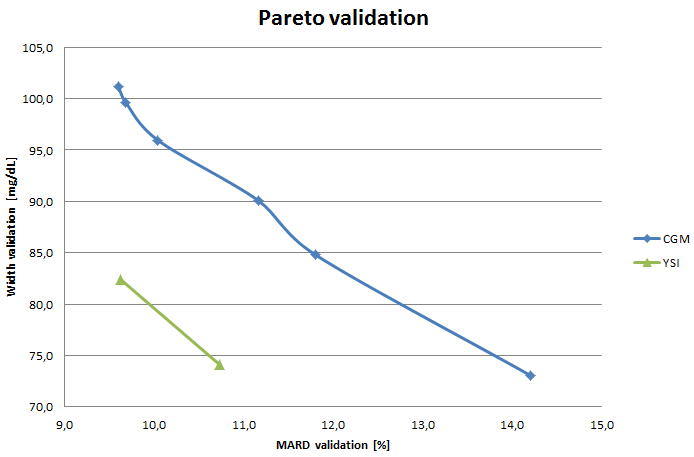 Pareto validation
Width validation [mg/dL]
105,0
100,0
95,0
90,0
85,0
80,0
75,0
70,0
9,0 10,0 11,0 12,0 13,0 14,0 15,0
MARD validation [%]
CGM
YSI